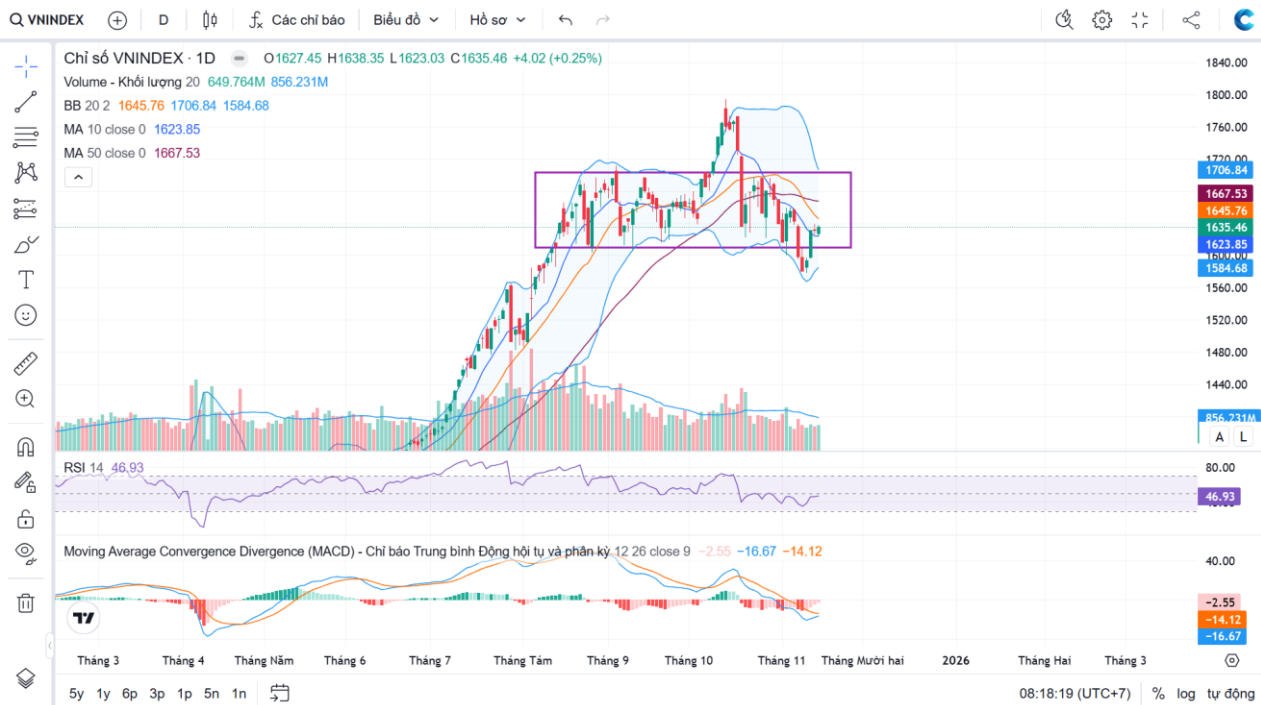 VNINDEX D Các chỉ báo Biểu đồ Hồ sơ
Chỉ số VNINDEX · 1D O1627.45 H1638.35 L1623.03 C1635.46 +4.02 (+0.25%)
Volume - Khối lượng 20 649.764M 856.231M
BB 20 2 1645.76 1706.84 1584.68
MA 10 close 0 1623.85
MA 50 close 0 1667.53
1840.00
1800.00
1760.00
1720.00
1706.84
1667.53
1645.76
1635.46
1623.85
1600.00
1584.68
1560.00
1520.00
1480.00
1440.00
856.231M
A L
RSI 14 46.93
80.00
46.93
Moving Average Convergence Divergence (MACD) - Chỉ báo Trung bình Động hội tụ và phân kỳ 12 26 close 9 −2.55 −16.67 −14.12
40.00
−2.55
−14.12
−16.67
Tháng 3 Tháng 4 Tháng Năm Tháng 6 Tháng 7 Tháng Tám Tháng 9 Tháng 10 Tháng 11 Tháng Mười hai 2026 Tháng Hai Tháng 3
5y 1y 6p 3p 1p 5n 1n 08:18:19 (UTC+7) % log tự động